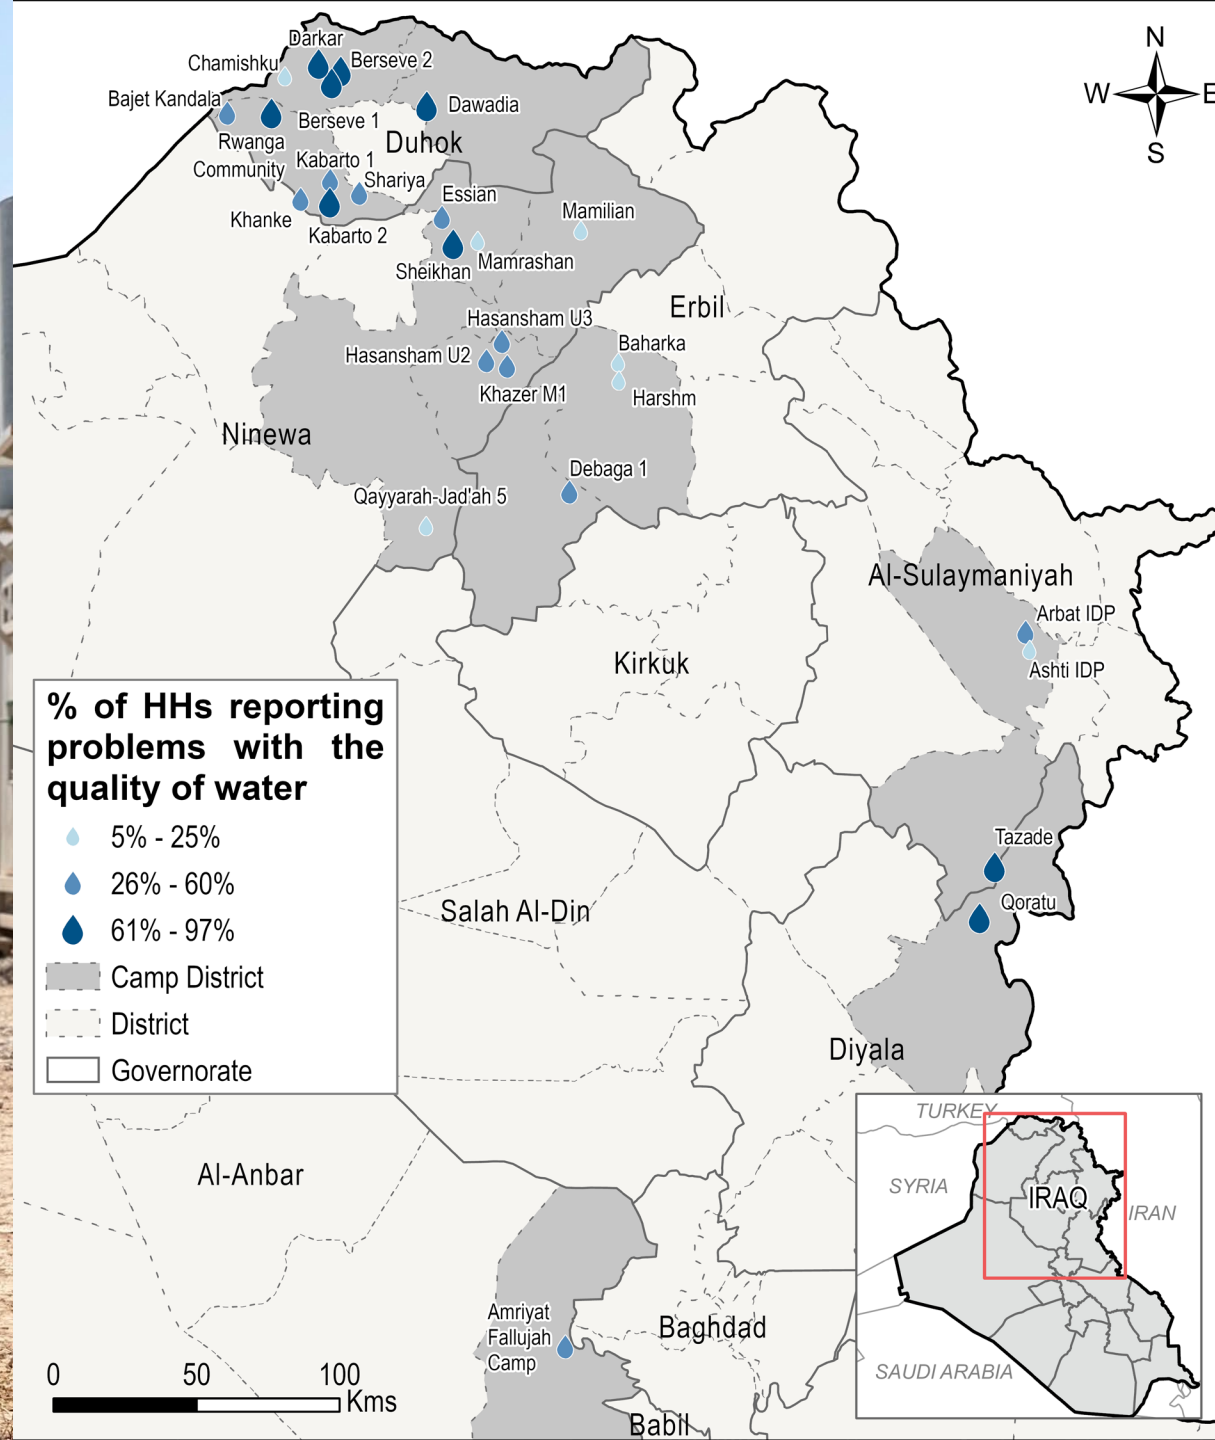 N
W
E
S
Darkar
Chamishku
Berseve 2
Bajet Kandala
Dawadia
Berseve 1
Rwanga
Community
Duhok
Kabarto 1
Shariya
Essian
Khanke
Kabarto 2
Mamilian
Sheikhan
Mamrashan
Erbil
Hasansham U3
Hasansham U2
Baharka
Khazer M1
Harshm
Ninewa
Debaga 1
Qayyarah-Jad'ah 5
Al-Sulaymaniyah
Arbat IDP
Kirkuk
Ashti IDP
% of HHs reporting
problems with the
quality of water
5% - 25%
26% - 60%
61% - 97%
Camp District
District
Governorate
Tazade
Qoratu
Salah Al-Din
Diyala
Al-Anbar
TURKEY
SYRIA
IRAQ
IRAN
SAUDI ARABIA
Amriyat
Fallujah
Camp
Baghdad
Babil
0 50 100
Kms